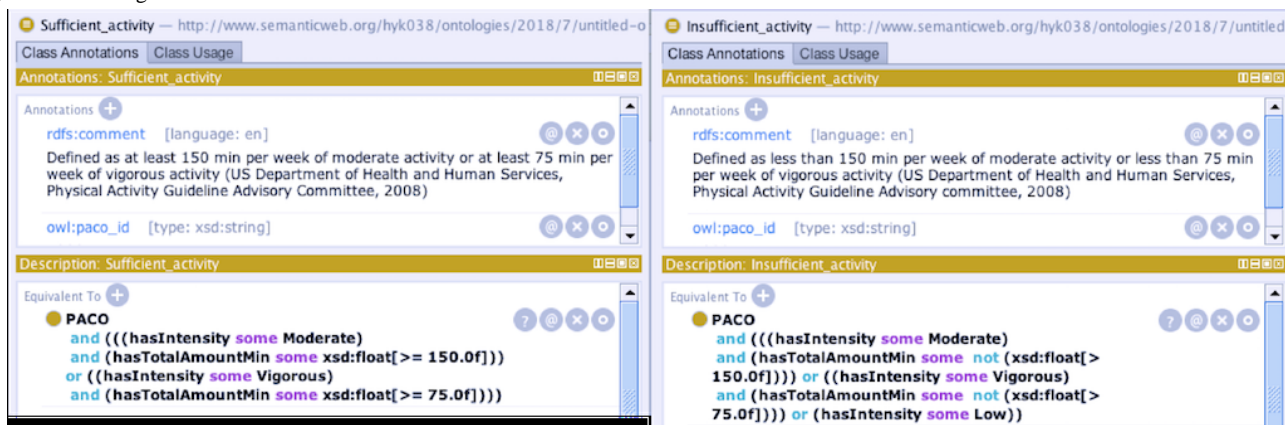 Sufficient_activity — http://www.semanticweb.org/hyk038/ontologies/2018/7/untitled-o
Class Annotations Class Usage
Annotations: Sufficient_activity
Annotations
rdfs:comment [language: en]
Defined as at least 150 min per week of moderate activity or at least 75 min per
week of vigorous activity (US Department of Health and Human Services,
Physical Activity Guideline Advisory Committee, 2008)
owl:paco_id [type: xsd:string]
Description: Sufficient_activity
Equivalent To
PACO
and (((hasIntensity some Moderate)
and (hasTotalAmountMin some xsd:float[>= 150.0f]))
or ((hasIntensity some Vigorous)
and (hasTotalAmountMin some xsd:float[>= 75.0f])))
Insufficient_activity — http://www.semanticweb.org/hyk038/ontologies/2018/7/untitled
Class Annotations Class Usage
Annotations: Insufficient_activity
Annotations
rdfs:comment [language: en]
Defined as less than 150 min per week of moderate activity or less than 75 min
per week of vigorous activity (US Department of Health and Human Services,
Physical Activity Guideline Advisory committee, 2008)
owl:paco_id [type: xsd:string]
Description: Insufficient_activity
Equivalent To
PACO
and (((hasIntensity some Moderate)
and (hasTotalAmountMin some not (xsd:float[>
150.0f]))) or ((hasIntensity some Vigorous)
and (hasTotalAmountMin some not (xsd:float[>
75.0f]))) or (hasIntensity some Low))